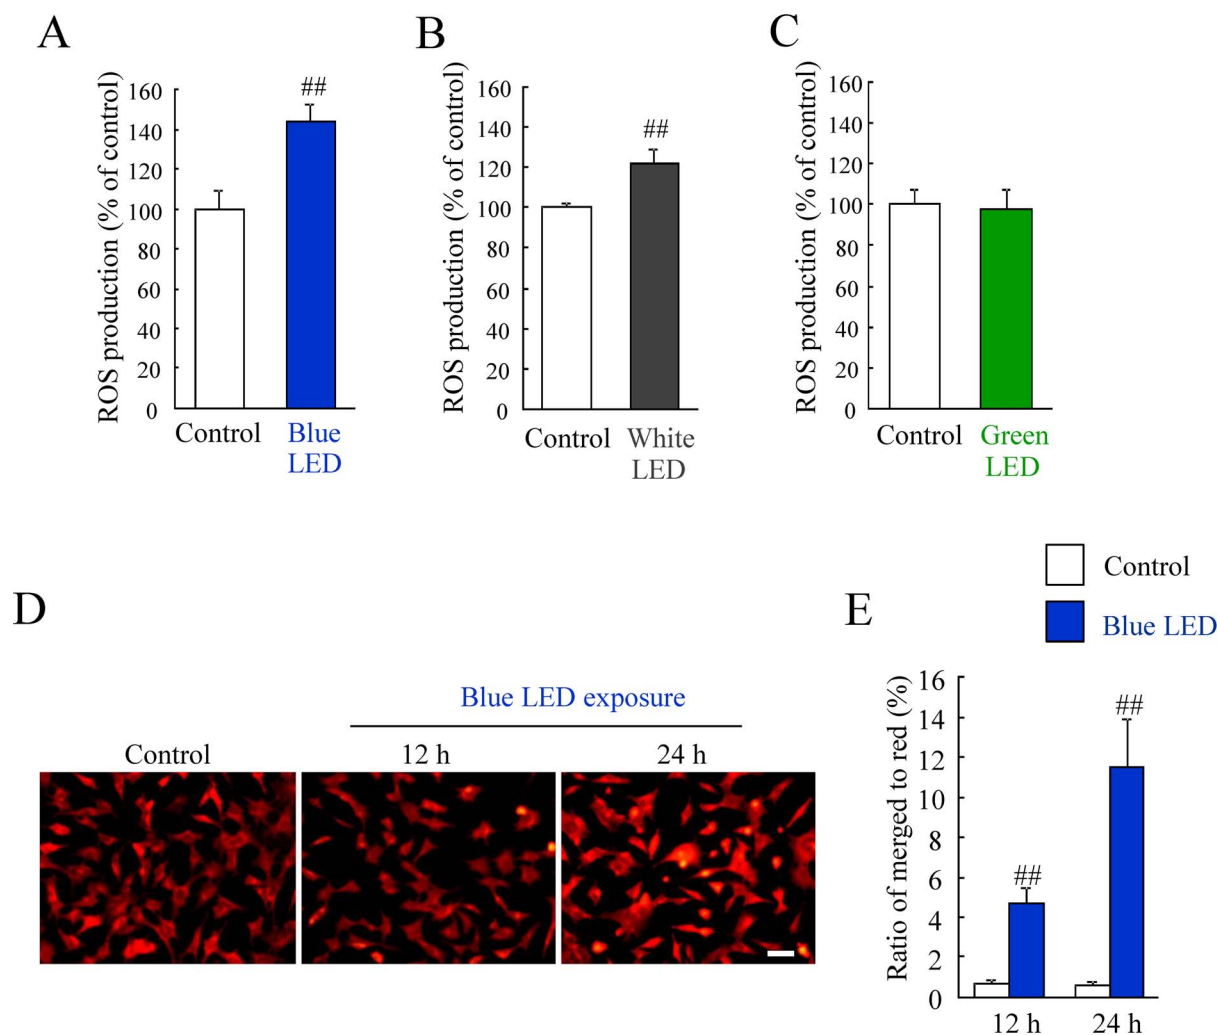 A
ROS production (% of control)
160
140
120
100
80
60
40
20
0
##
Control
Blue
LED
B
ROS production (% of control)
160
140
120
100
80
60
40
20
0
##
Control
White
LED
C
ROS production (% of control)
160
140
120
100
80
60
40
20
0
Control
Green
LED
D
Blue LED exposure
Control
12 h
24 h
E
Control
Blue LED
Ratio of merged to red (%)
16
14
12
10
8
6
4
2
0
##
##
12 h
24 h